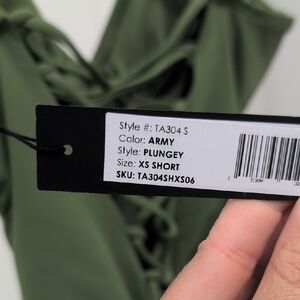 Style #: TA304 S
Color: ARMY
Style: PLUNGEY
Size: XS SHORT
SKU: TA304SHXS06